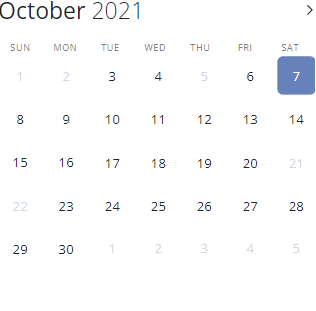 October 2021
SUN MON TUE WED THU FRI SAT
1 2 3 4 5 6 7
8 9 10 11 12 13 14
15 16 17 18 19 20 21
22 23 24 25 26 27 28
29 30 1 2 3 4 5